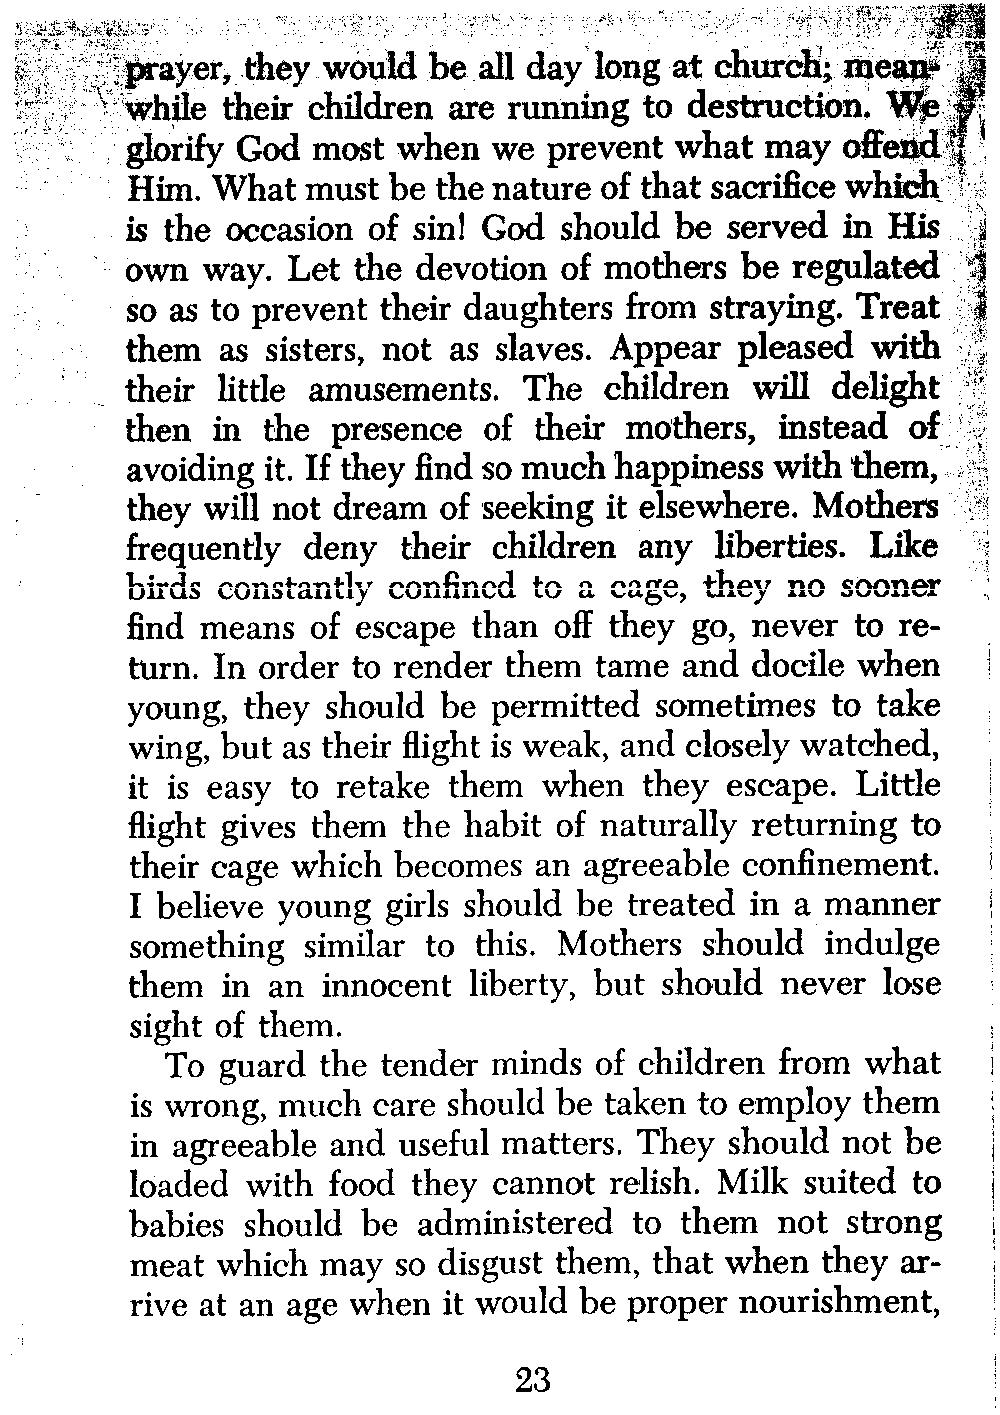 prayer, they would be all day long at church; mean-
while their children are running to destruction. We
glorify God most when we prevent what may offend
Him. What must be the nature of that sacrifice which
is the occasion of sin! God should be served in His
own way. Let the devotion of mothers be regulated
so as to prevent their daughters from straying. Treat
them as sisters, not as slaves. Appear pleased with
their little amusements. The children will delight
then in the presence of their mothers, instead of
avoiding it. If they find so much happiness with them,
they will not dream of seeking it elsewhere. Mothers
frequently deny their children any liberties. Like
birds constantly confined to a cage, they no sooner
find means of escape than off they go, never to re-
turn. In order to render them tame and docile when
young, they should be permitted sometimes to take
wing, but as their flight is weak, and closely watched,
it is easy to retake them when they escape. Little
flight gives them the habit of naturally returning to
their cage which becomes an agreeable confinement.
I believe young girls should be treated in a manner
something similar to this. Mothers should indulge
them in an innocent liberty, but should never lose
sight of them.
To guard the tender minds of children from what
is wrong, much care should be taken to employ them
in agreeable and useful matters. They should not be
loaded with food they cannot relish. Milk suited to
babies should be administered to them not strong
meat which may so disgust them, that when they ar-
rive at an age when it would be proper nourishment,
23